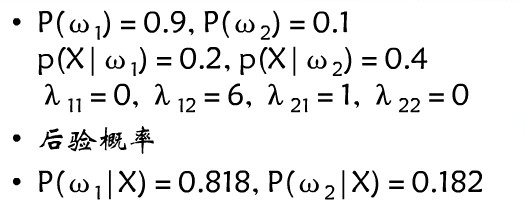 • P(ω₁) = 0.9, P(ω₂) = 0.1
p(X | ω₁) = 0.2, p(X | ω₂) = 0.4
λ₁₁ = 0, λ₁₂ = 6, λ₂₁ = 1, λ₂₂ = 0
• 后验概率
• P(ω₁ | X) = 0.818, P(ω₂ | X) = 0.182